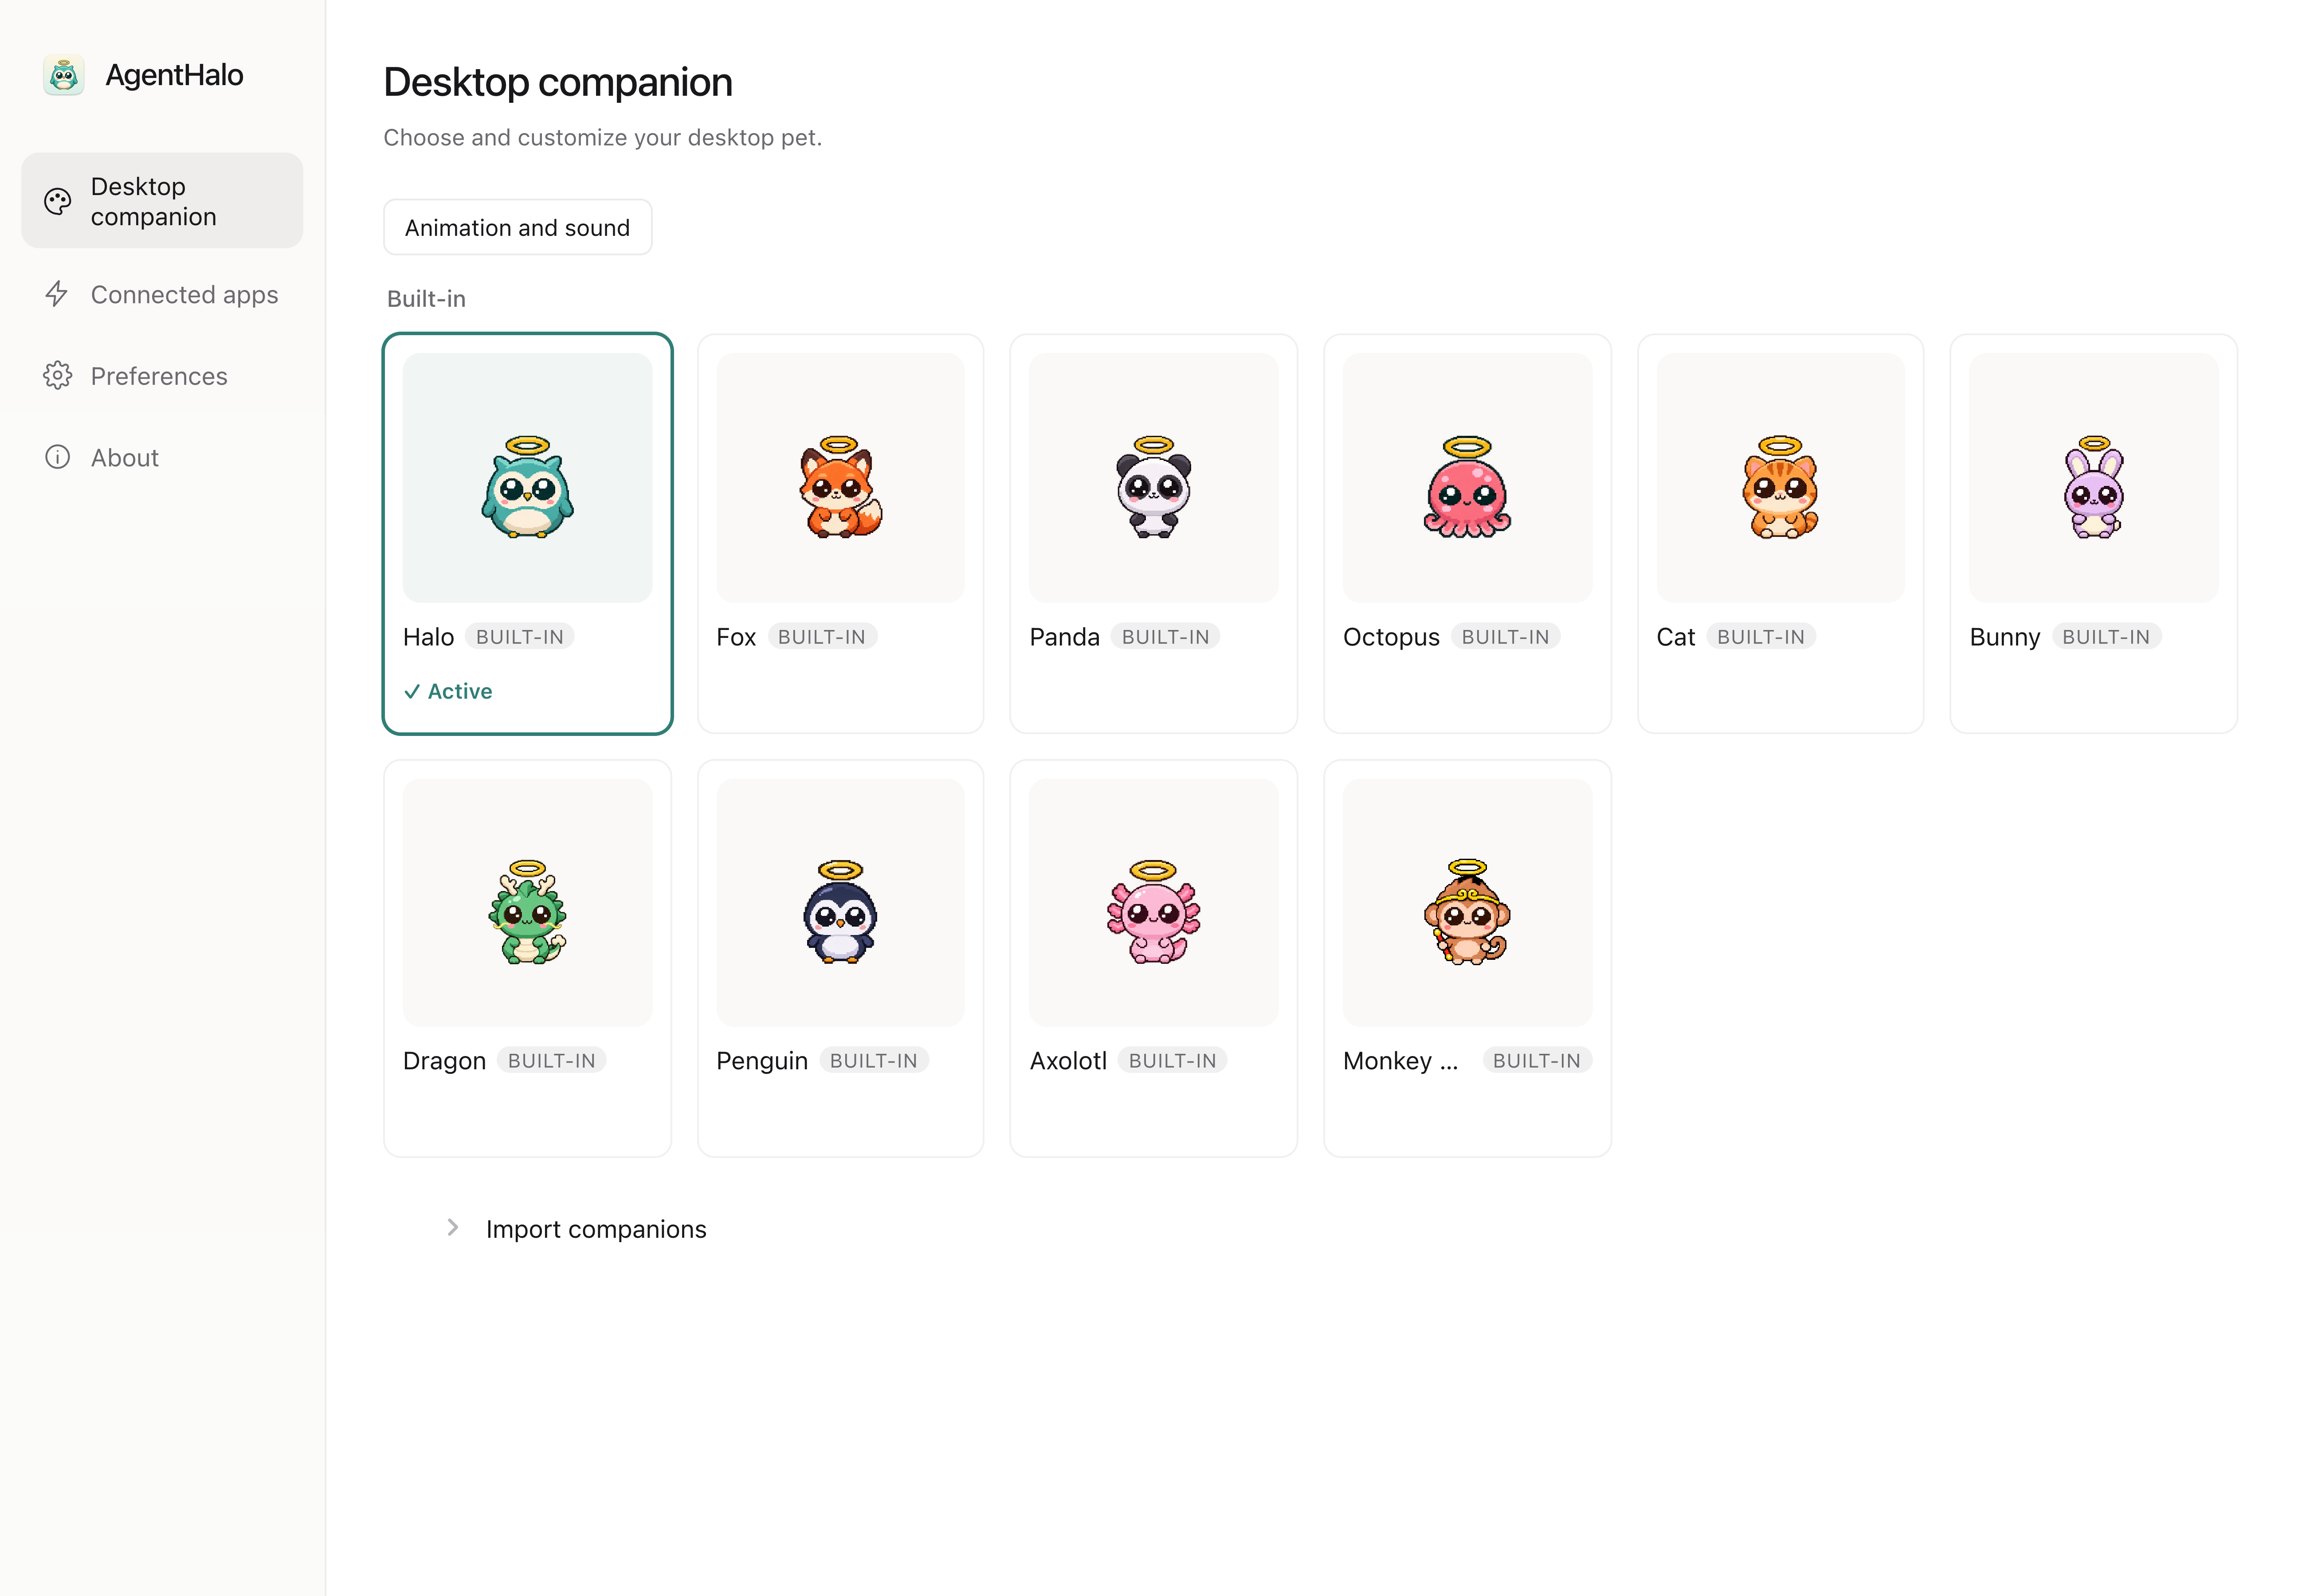 AgentHalo
Desktop
companion
Connected apps
Preferences
About
Desktop companion
Choose and customize your desktop pet.
Animation and sound
Built-in
Halo BUILT-IN
✓ Active
Fox BUILT-IN
Panda BUILT-IN
Octopus BUILT-IN
Cat BUILT-IN
Bunny BUILT-IN
Dragon BUILT-IN
Penguin BUILT-IN
Axolotl BUILT-IN
Monkey ... BUILT-IN
Import companions